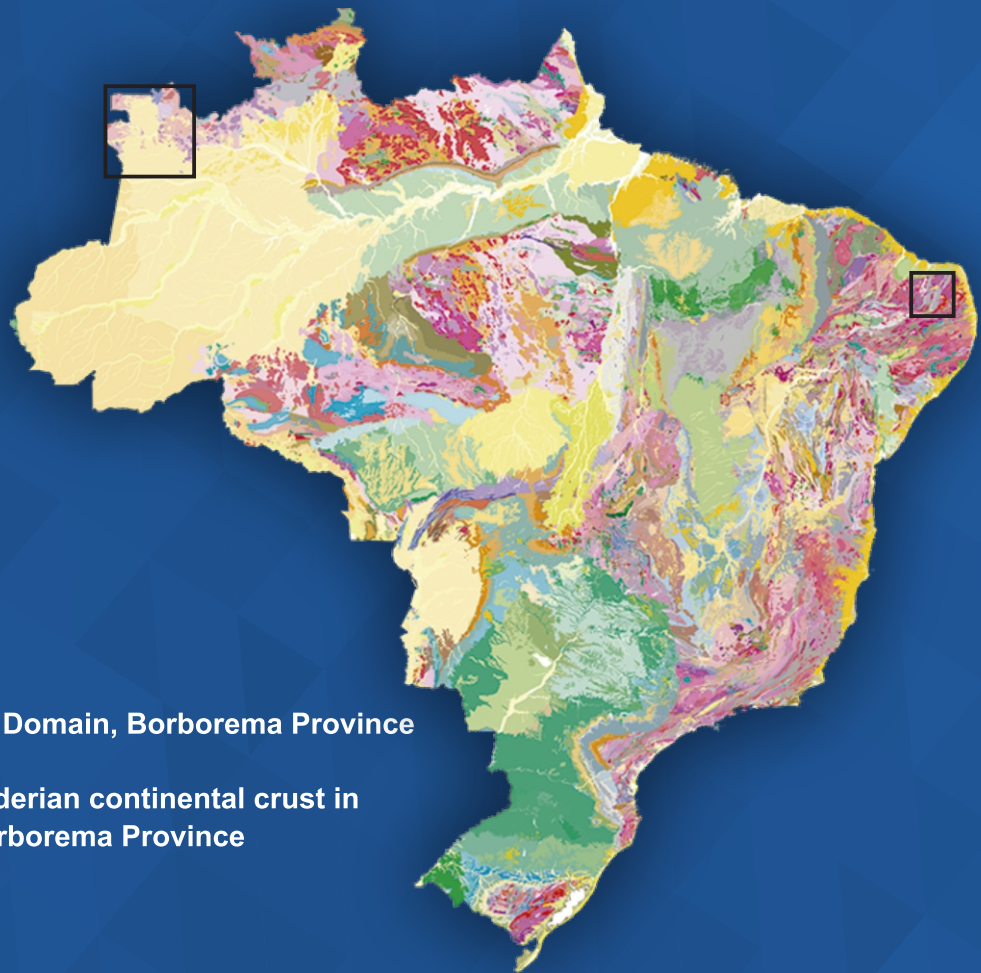 Domain, Borborema Province
derian continental crust in
rborema Province